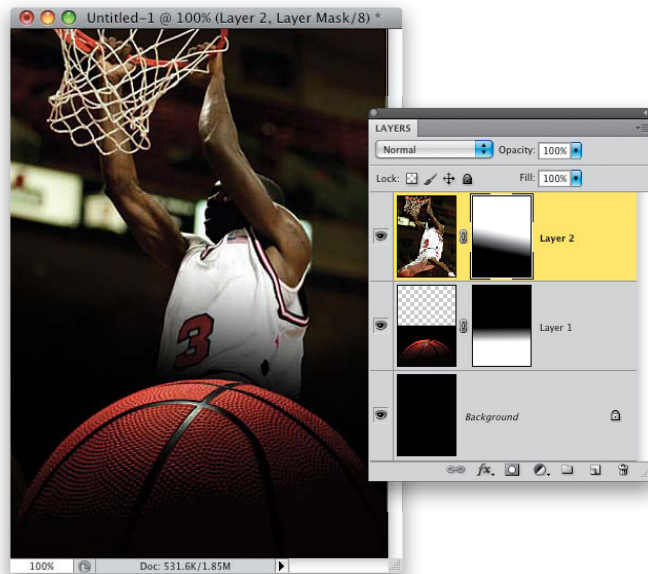 Untitled-1 @ 100% (Layer 2, Layer Mask/8) *
LAYERS
Normal Opacity: 100%
Lock: Fill: 100%
Layer 2
Layer 1
Background
fx.
3
100% Doc: 531.6K/1.85M